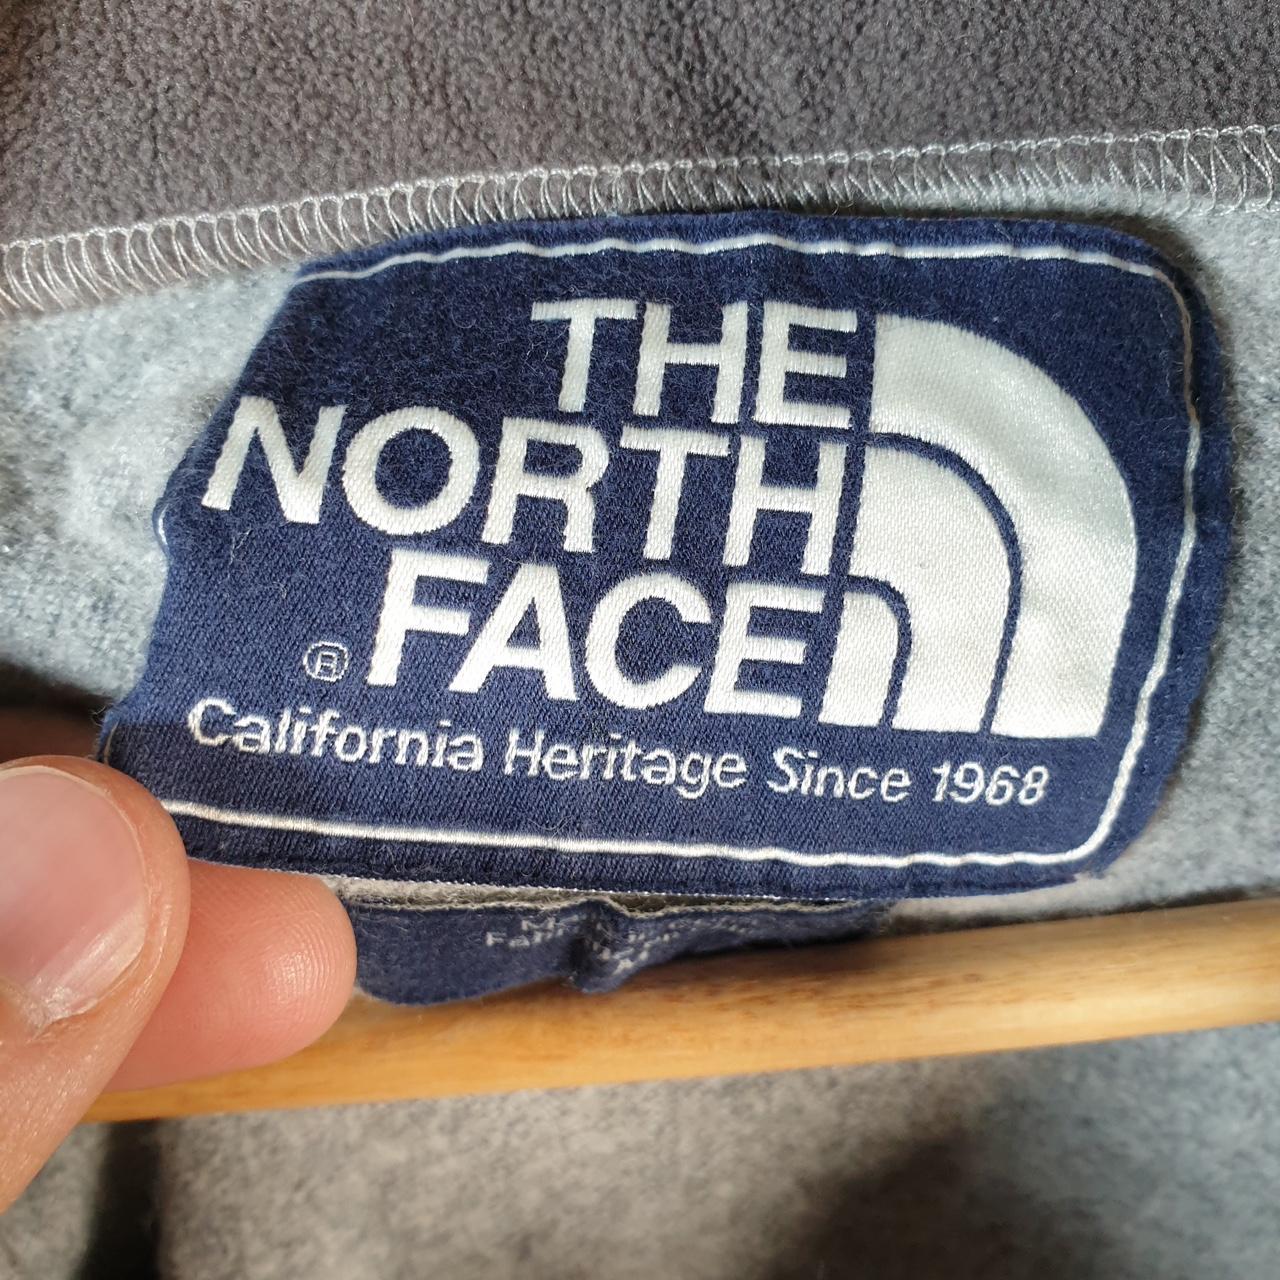 THE
NORTH
FACE
®
California Heritage Since 1968